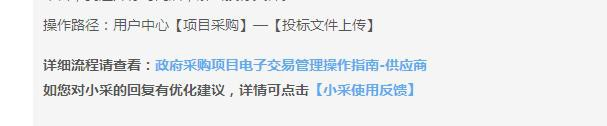 操作路径：用户中心【项目采购】—【投标文件上传】
详细流程请查看：政府采购项目电子交易管理操作指南-供应商
如您对小采的回复有优化建议，详情可点击【小采使用反馈】